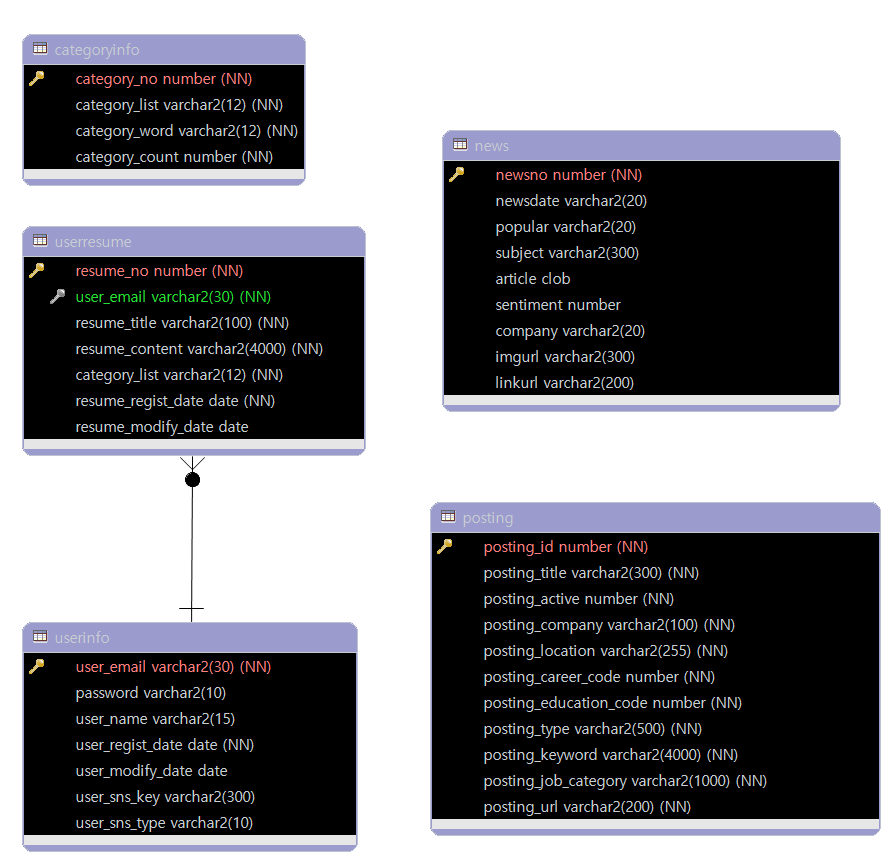 categoryinfo
category_no number (NN)
category_list varchar2(12) (NN)
category_word varchar2(12) (NN)
category_count number (NN)
userresume
resume_no number (NN)
user_email varchar2(30) (NN)
resume_title varchar2(100) (NN)
resume_content varchar2(4000) (NN)
category_list varchar2(12) (NN)
resume_regist_date date (NN)
resume_modify_date date
userinfo
user_email varchar2(30) (NN)
password varchar2(10)
user_name varchar2(15)
user_regist_date date (NN)
user_modify_date date
user_sns_key varchar2(300)
user_sns_type varchar2(10)
news
newsno number (NN)
newsdate varchar2(20)
popular varchar2(20)
subject varchar2(300)
article clob
sentiment number
company varchar2(20)
imgurl varchar2(300)
linkurl varchar2(200)
posting
posting_id number (NN)
posting_title varchar2(300) (NN)
posting_active number (NN)
posting_company varchar2(100) (NN)
posting_location varchar2(255) (NN)
posting_career_code number (NN)
posting_education_code number (NN)
posting_type varchar2(500) (NN)
posting_keyword varchar2(4000) (NN)
posting_job_category varchar2(1000) (NN)
posting_url varchar2(200) (NN)